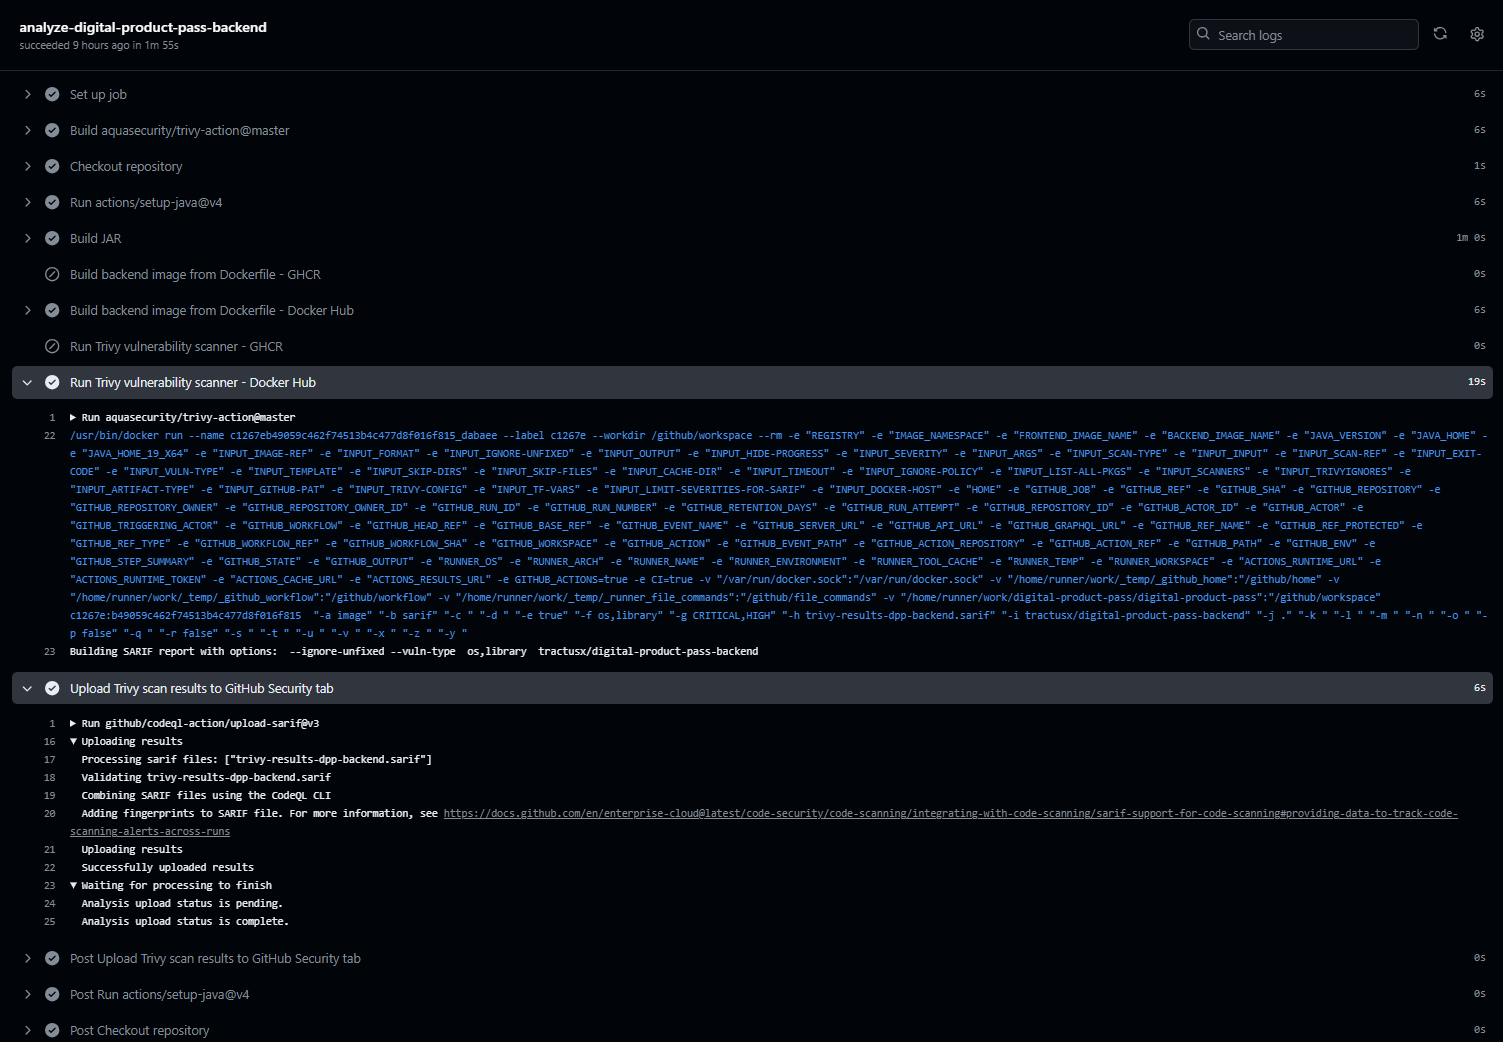 analyze-digital-product-pass-backend
succeeded 9 hours ago in 1m 55s
Search logs
Set up job 6s
Build aquasecurity/trivy-action@master 6s
Checkout repository 1s
Run actions/setup-java@v4 6s
Build JAR 1m 0s
Build backend image from Dockerfile - GHCR 0s
Build backend image from Dockerfile - Docker Hub 6s
Run Trivy vulnerability scanner - GHCR 0s
Run Trivy vulnerability scanner - Docker Hub 19s
1 Run aquasecurity/trivy-action@master
22 /usr/bin/docker run --name c1267eb49059c462f74513b4c477d8f016f815_dabaee --label c1267e --workdir /github/workspace --rm -e "REGISTRY" -e "IMAGE_NAMESPACE" -e "FRONTEND_IMAGE_NAME" -e "BACKEND_IMAGE_NAME" -e "JAVA_VERSION" -e "JAVA_HOME" -
e "JAVA_HOME_19_X64" -e "INPUT_IMAGE-REF" -e "INPUT_FORMAT" -e "INPUT_IGNORE-UNFIXED" -e "INPUT_OUTPUT" -e "INPUT_HIDE-PROGRESS" -e "INPUT_SEVERITY" -e "INPUT_ARGS" -e "INPUT_SCAN-TYPE" -e "INPUT_INPUT" -e "INPUT_SCAN-REF" -e "INPUT_EXIT-
CODE" -e "INPUT_VULN-TYPE" -e "INPUT_TEMPLATE" -e "INPUT_SKIP-DIRS" -e "INPUT_SKIP-FILES" -e "INPUT_CACHE-DIR" -e "INPUT_TIMEOUT" -e "INPUT_IGNORE-POLICY" -e "INPUT_LIST-ALL-PKGS" -e "INPUT_SCANNERS" -e "INPUT_TRIVYIGNORES" -e
"INPUT_ARTIFACT-TYPE" -e "INPUT_GITHUB-PAT" -e "INPUT_TRIVY-CONFIG" -e "INPUT_TF-VARS" -e "INPUT_LIMIT-SEVERITIES-FOR-SARIF" -e "INPUT_DOCKER-HOST" -e "HOME" -e "GITHUB_JOB" -e "GITHUB_REF" -e "GITHUB_SHA" -e "GITHUB_REPOSITORY" -e
"GITHUB_REPOSITORY_OWNER" -e "GITHUB_REPOSITORY_OWNER_ID" -e "GITHUB_RUN_ID" -e "GITHUB_RUN_NUMBER" -e "GITHUB_RETENTION_DAYS" -e "GITHUB_RUN_ATTEMPT" -e "GITHUB_REPOSITORY_ID" -e "GITHUB_ACTOR_ID" -e "GITHUB_ACTOR" -e
"GITHUB_TRIGGERING_ACTOR" -e "GITHUB_WORKFLOW" -e "GITHUB_HEAD_REF" -e "GITHUB_BASE_REF" -e "GITHUB_EVENT_NAME" -e "GITHUB_SERVER_URL" -e "GITHUB_API_URL" -e "GITHUB_GRAPHQL_URL" -e "GITHUB_REF_NAME" -e "GITHUB_REF_PROTECTED" -e
"GITHUB_REF_TYPE" -e "GITHUB_WORKFLOW_REF" -e "GITHUB_WORKFLOW_SHA" -e "GITHUB_WORKSPACE" -e "GITHUB_ACTION" -e "GITHUB_EVENT_PATH" -e "GITHUB_ACTION_REPOSITORY" -e "GITHUB_ACTION_REF" -e "GITHUB_PATH" -e "GITHUB_ENV" -e
"GITHUB_STEP_SUMMARY" -e "GITHUB_STATE" -e "GITHUB_OUTPUT" -e "RUNNER_OS" -e "RUNNER_ARCH" -e "RUNNER_NAME" -e "RUNNER_ENVIRONMENT" -e "RUNNER_TOOL_CACHE" -e "RUNNER_TEMP" -e "RUNNER_WORKSPACE" -e "ACTIONS_RUNTIME_URL" -e
"ACTIONS_RUNTIME_TOKEN" -e "ACTIONS_CACHE_URL" -e "ACTIONS_RESULTS_URL" -e GITHUB_ACTIONS=true -e CI=true -v "/var/run/docker.sock":"/var/run/docker.sock" -v "/home/runner/work/_temp/_github_home":"/github/home" -v
"/home/runner/work/_temp/_github_workflow":"/github/workflow" -v "/home/runner/work/_temp/_runner_file_commands":"/github/file_commands" -v "/home/runner/work/digital-product-pass/digital-product-pass":"/github/workspace"
c1267e:b49059c462f74513b4c477d8f016f815  "-a image" "-b sarif" "-c " "-d " "-e true" "-f os,library" "-g CRITICAL,HIGH" "-h trivy-results-dpp-backend.sarif" "-i tractusx/digital-product-pass-backend" "-j ." "-k " "-l " "-m " "-n " "-o " "-
p false" "-q " "-r false" "-s " "-t " "-u " "-v " "-x " "-z " "-y "
23 Building SARIF report with options:  --ignore-unfixed --vuln-type  os,library  tractusx/digital-product-pass-backend
Upload Trivy scan results to GitHub Security tab 6s
1 Run github/codeql-action/upload-sarif@v3
16 Uploading results
17 Processing sarif files: ["trivy-results-dpp-backend.sarif"]
18 Validating trivy-results-dpp-backend.sarif
19 Combining SARIF files using the CodeQL CLI
20 Adding fingerprints to SARIF file. For more information, see https://docs.github.com/en/enterprise-cloud@latest/code-security/code-scanning/integrating-with-code-scanning/sarif-support-for-code-scanning#providing-data-to-track-code-
scanning-alerts-across-runs
21 Uploading results
22 Successfully uploaded results
23 Waiting for processing to finish
24 Analysis upload status is pending.
25 Analysis upload status is complete.
Post Upload Trivy scan results to GitHub Security tab 0s
Post Run actions/setup-java@v4 0s
Post Checkout repository 0s